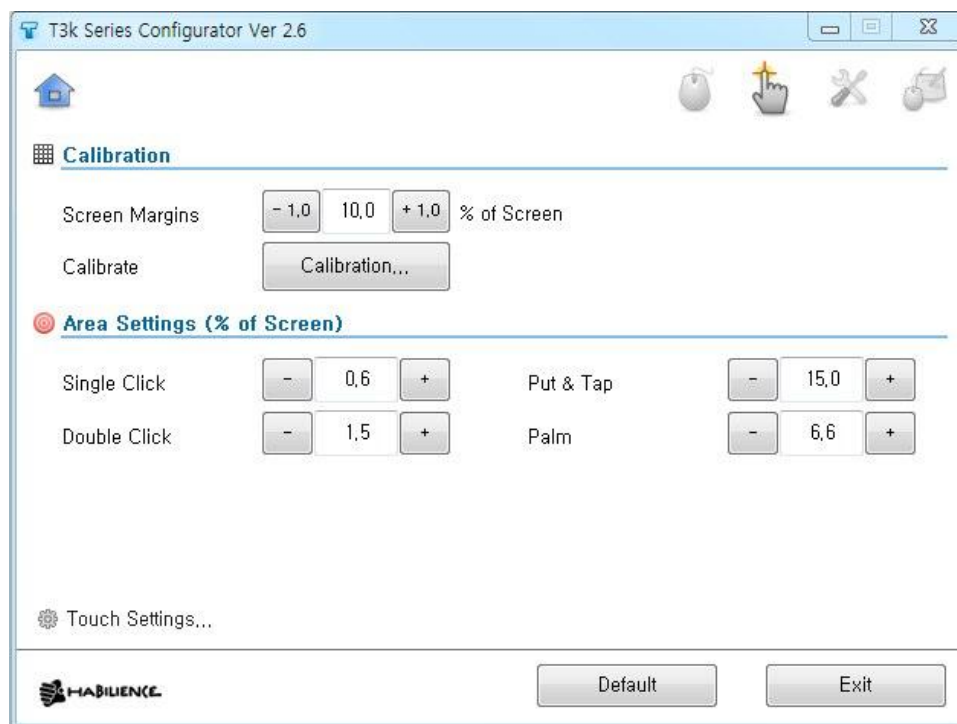 T3k Series Configurator Ver 2.6
Calibration
Screen Margins - 1,0 10,0 + 1,0 % of Screen
Calibrate Calibration,,,
Area Settings (% of Screen)
Single Click - 0,6 + Put & Tap - 15,0 +
Double Click - 1,5 + Palm - 6,6 +
Touch Settings,,,
HABILIENCE Default Exit